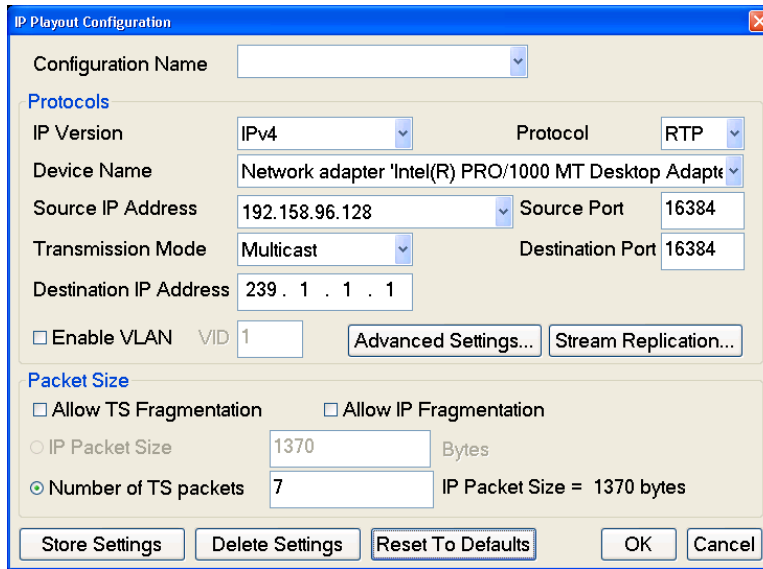 IP Playout Configuration
Configuration Name
Protocols
IP Version IPv4 Protocol RTP
Device Name Network adapter 'Intel(R) PRO/1000 MT Desktop Adapte
Source IP Address 192.158.96.128 Source Port 16384
Transmission Mode Multicast Destination Port 16384
Destination IP Address 239 . 1 . 1 . 1
Enable VLAN VID 1 Advanced Settings... Stream Replication...
Packet Size
Allow TS Fragmentation Allow IP Fragmentation
IP Packet Size 1370 Bytes
Number of TS packets 7 IP Packet Size = 1370 bytes
Store Settings Delete Settings Reset To Defaults OK Cancel